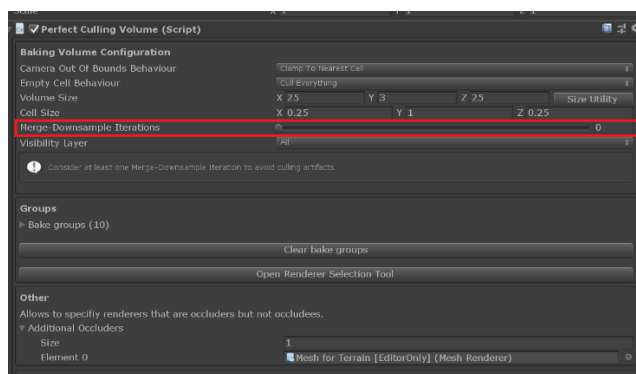 Scale X 1 Y 1 Z 1
Perfect Culling Volume (Script)
Baking Volume Configuration
Camera Out Of Bounds Behaviour Clamp To Nearest Cell
Empty Cell Behaviour Cull Everything
Volume Size X 25 Y 3 Z 25 Size Utility
Cell Size X 0.25 Y 1 Z 0.25
Merge-Downsample Iterations 0
Visibility Layer All
Consider at least one Merge-Downsample Iteration to avoid culling artifacts.
Groups
Bake groups (10)
Clear bake groups
Open Renderer Selection Tool
Other
Allows to specifiy renderers that are occluders but not occludees.
Additional Occluders
Size 1
Element 0 Mesh for Terrain [EditorOnly] (Mesh Renderer)